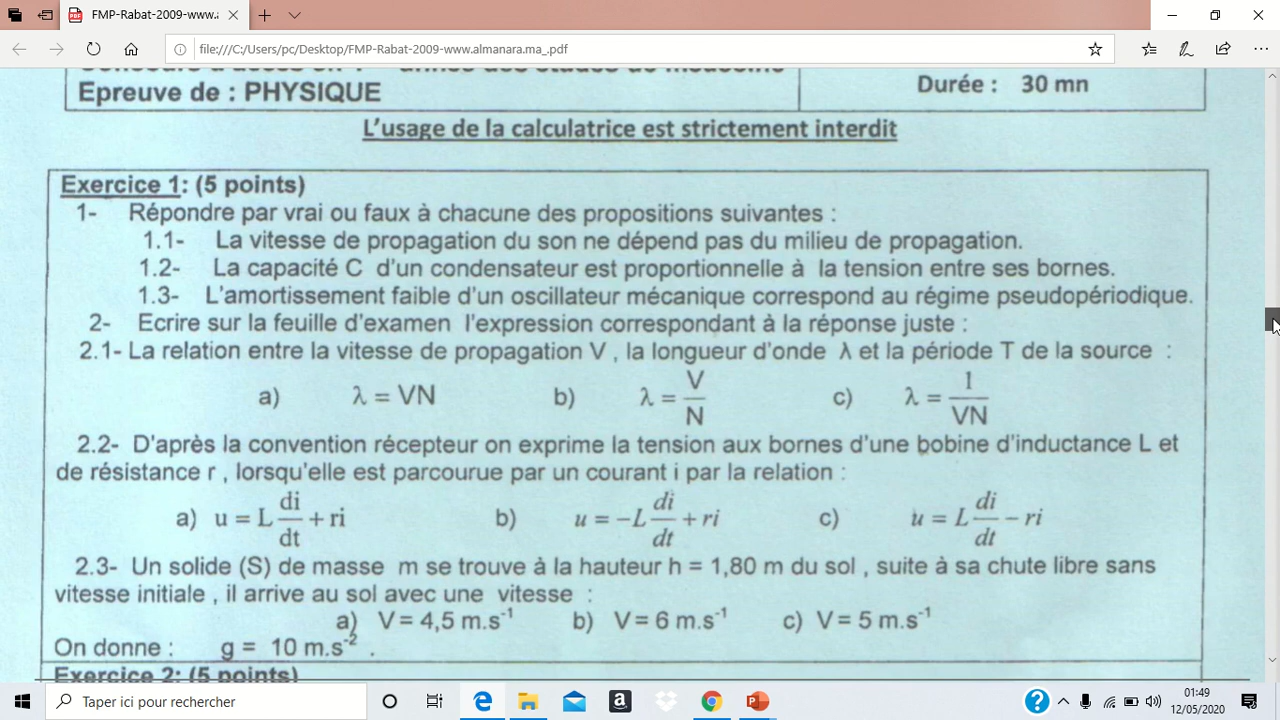 FMP-Rabat-2009-www.a
file:///C:/Users/pc/Desktop/FMP-Rabat-2009-www.almanara.ma_.pdf
Epreuve de : PHYSIQUE
Durée : 30 mn
L'usage de la calculatrice est strictement interdit
Exercice 1: (5 points)
1- Répondre par vrai ou faux à chacune des propositions suivantes :
1.1- La vitesse de propagation du son ne dépend pas du milieu de propagation.
1.2- La capacité C d'un condensateur est proportionnelle à la tension entre ses bornes.
1.3- L'amortissement faible d'un oscillateur mécanique correspond au régime pseudopériodique.
2- Ecrire sur la feuille d'examen l'expression correspondant à la réponse juste :
2.1- La relation entre la vitesse de propagation V , la longueur d'onde λ et la période T de la source :
a) λ = VN b) λ = V/N c) λ = 1/VN
2.2- D'après la convention récepteur on exprime la tension aux bornes d'une bobine d'inductance L et
de résistance r , lorsqu'elle est parcourue par un courant i par la relation :
a) u = L di/dt + ri b) u = -L di/dt + ri c) u = L di/dt - ri
2.3- Un solide (S) de masse m se trouve à la hauteur h = 1,80 m du sol , suite à sa chute libre sans
vitesse initiale , il arrive au sol avec une vitesse :
a) V = 4,5 m.s⁻¹ b) V = 6 m.s⁻¹ c) V = 5 m.s⁻¹
On donne : g = 10 m.s⁻² .
Exercice 2: (5 points)
Taper ici pour rechercher
01:49
12/05/2020